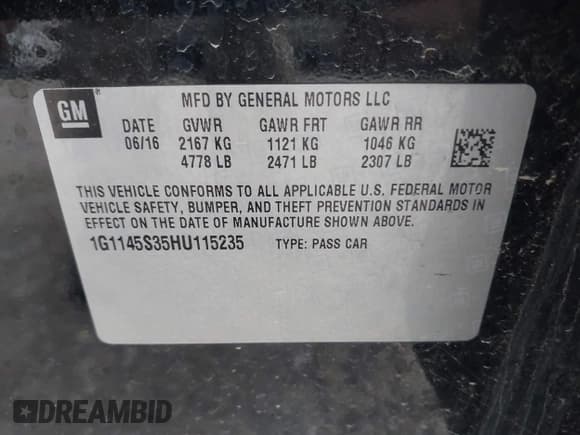 GM
®
MFD BY GENERAL MOTORS LLC
DATE GVWR GAWR FRT GAWR RR
06/16 2167 KG 1121 KG 1046 KG
4778 LB 2471 LB 2307 LB
THIS VEHICLE CONFORMS TO ALL APPLICABLE U.S. FEDERAL MOTOR
VEHICLE SAFETY, BUMPER, AND THEFT PREVENTION STANDARDS IN
EFFECT ON THE DATE OF MANUFACTURE SHOWN ABOVE.
1G1145S35HU115235 TYPE: PASS CAR
DREAMBID